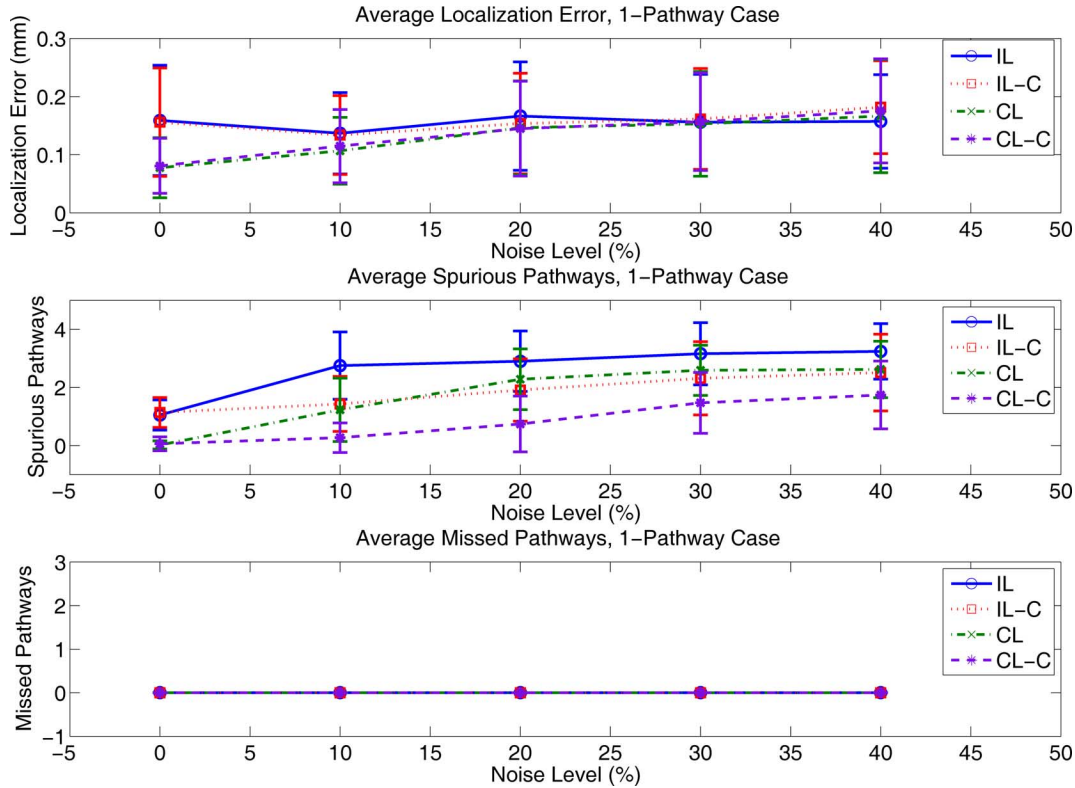 Average Localization Error, 1−Pathway Case
Localization Error (mm)
0.3
0.2
0.1
0
−5 0 5 10 15 20 25 30 35 40 45 50
Noise Level (%)
IL
IL−C
CL
CL−C
Average Spurious Pathways, 1−Pathway Case
Spurious Pathways
4
2
0
−5 0 5 10 15 20 25 30 35 40 45 50
Noise Level (%)
IL
IL−C
CL
CL−C
Average Missed Pathways, 1−Pathway Case
Missed Pathways
3
2
1
0
−1
−5 0 5 10 15 20 25 30 35 40 45 50
Noise Level (%)
IL
IL−C
CL
CL−C